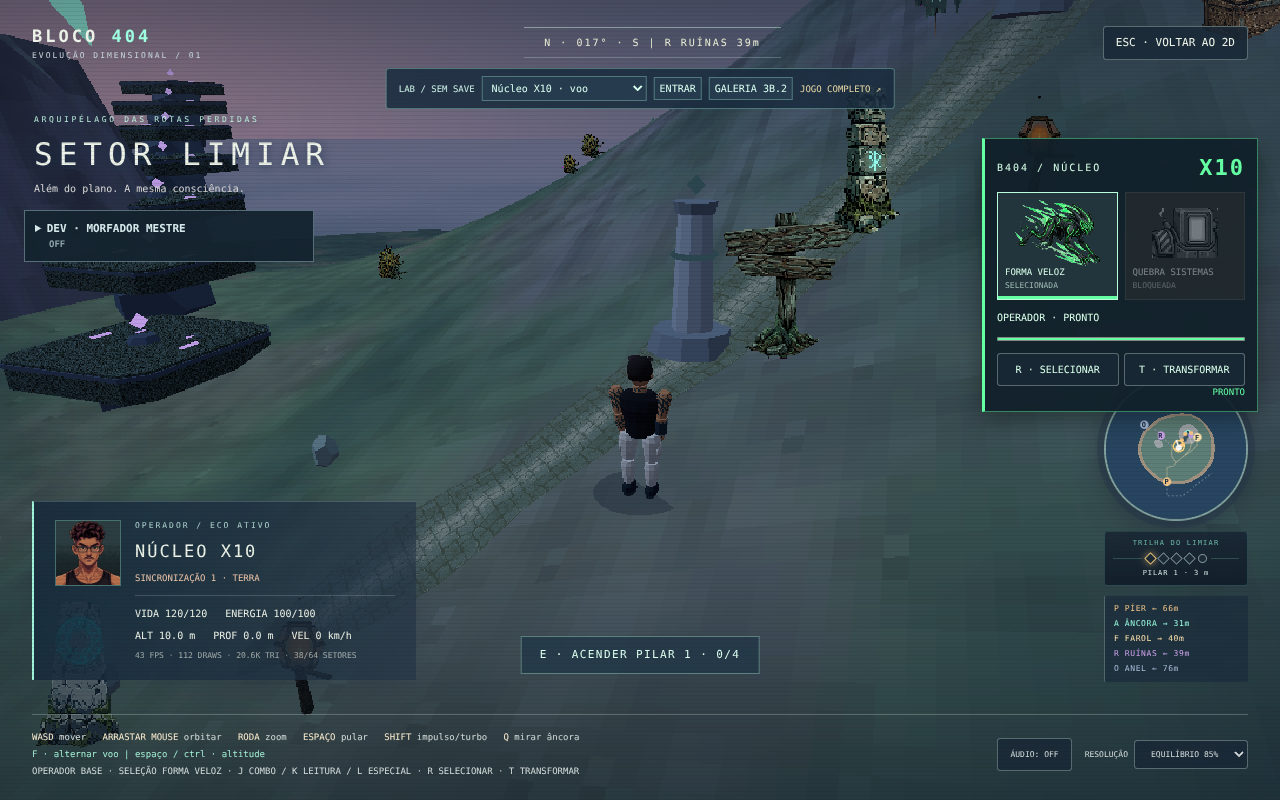 BLOCO 404
EVOLUÇÃO DIMENSIONAL / 01
N · 017° · S | R RUÍNAS 39m
ESC · VOLTAR AO 2D
LAB / SEM SAVE
Núcleo X10 · voo
ENTRAR
GALERIA 3B.2
JOGO COMPLETO ↗
ARQUIPÉLAGO DAS ROTAS PERDIDAS
SETOR LIMIAR
Além do plano. A mesma consciência.
▶ DEV · MORFADOR MESTRE
OFF
B404 / NÚCLEO
X10
FORMA VELOZ
SELECIONADA
QUEBRA SISTEMAS
BLOQUEADA
OPERADOR · PRONTO
R · SELECIONAR
T · TRANSFORMAR
PRONTO
O
R
F
P
TRILHA DO LIMIAR
PILAR 1 · 3 m
P PÍER ← 66m
A ÂNCORA → 31m
F FAROL → 40m
R RUÍNAS ← 39m
O ANEL ← 76m
OPERADOR / ECO ATIVO
NÚCLEO X10
SINCRONIZAÇÃO 1 · TERRA
VIDA 120/120 ENERGIA 100/100
ALT 10.0 m PROF 0.0 m VEL 0 km/h
43 FPS · 112 DRAWS · 20.6K TRI · 38/64 SETORES
E · ACENDER PILAR 1 · 0/4
WASD mover ARRASTAR MOUSE orbitar RODA zoom ESPAÇO pular SHIFT impulso/turbo Q mirar âncora
F · alternar voo | espaço / ctrl · altitude
OPERADOR BASE · SELEÇÃO FORMA VELOZ · J COMBO / K LEITURA / L ESPECIAL · R SELECIONAR · T TRANSFORMAR
ÁUDIO: OFF
RESOLUÇÃO
EQUILÍBRIO 85%